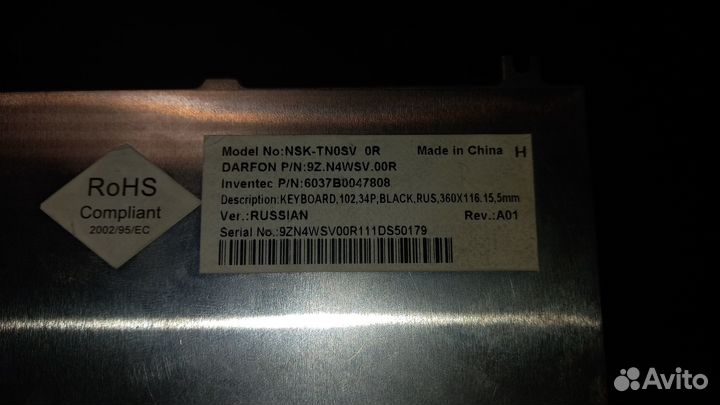 RoHS
Compliant
2002/95/EC
Model No:NSK-TN0SV 0R Made in China H
DARFON P/N:9Z.N4WSV.00R
Inventec P/N:6037B0047808
Description:KEYBOARD,102,34P,BLACK,RUS,360X116.15,5mm
Ver.:RUSSIAN Rev.:A01
Serial No.:9ZN4WSV00R111DS50179
Avito